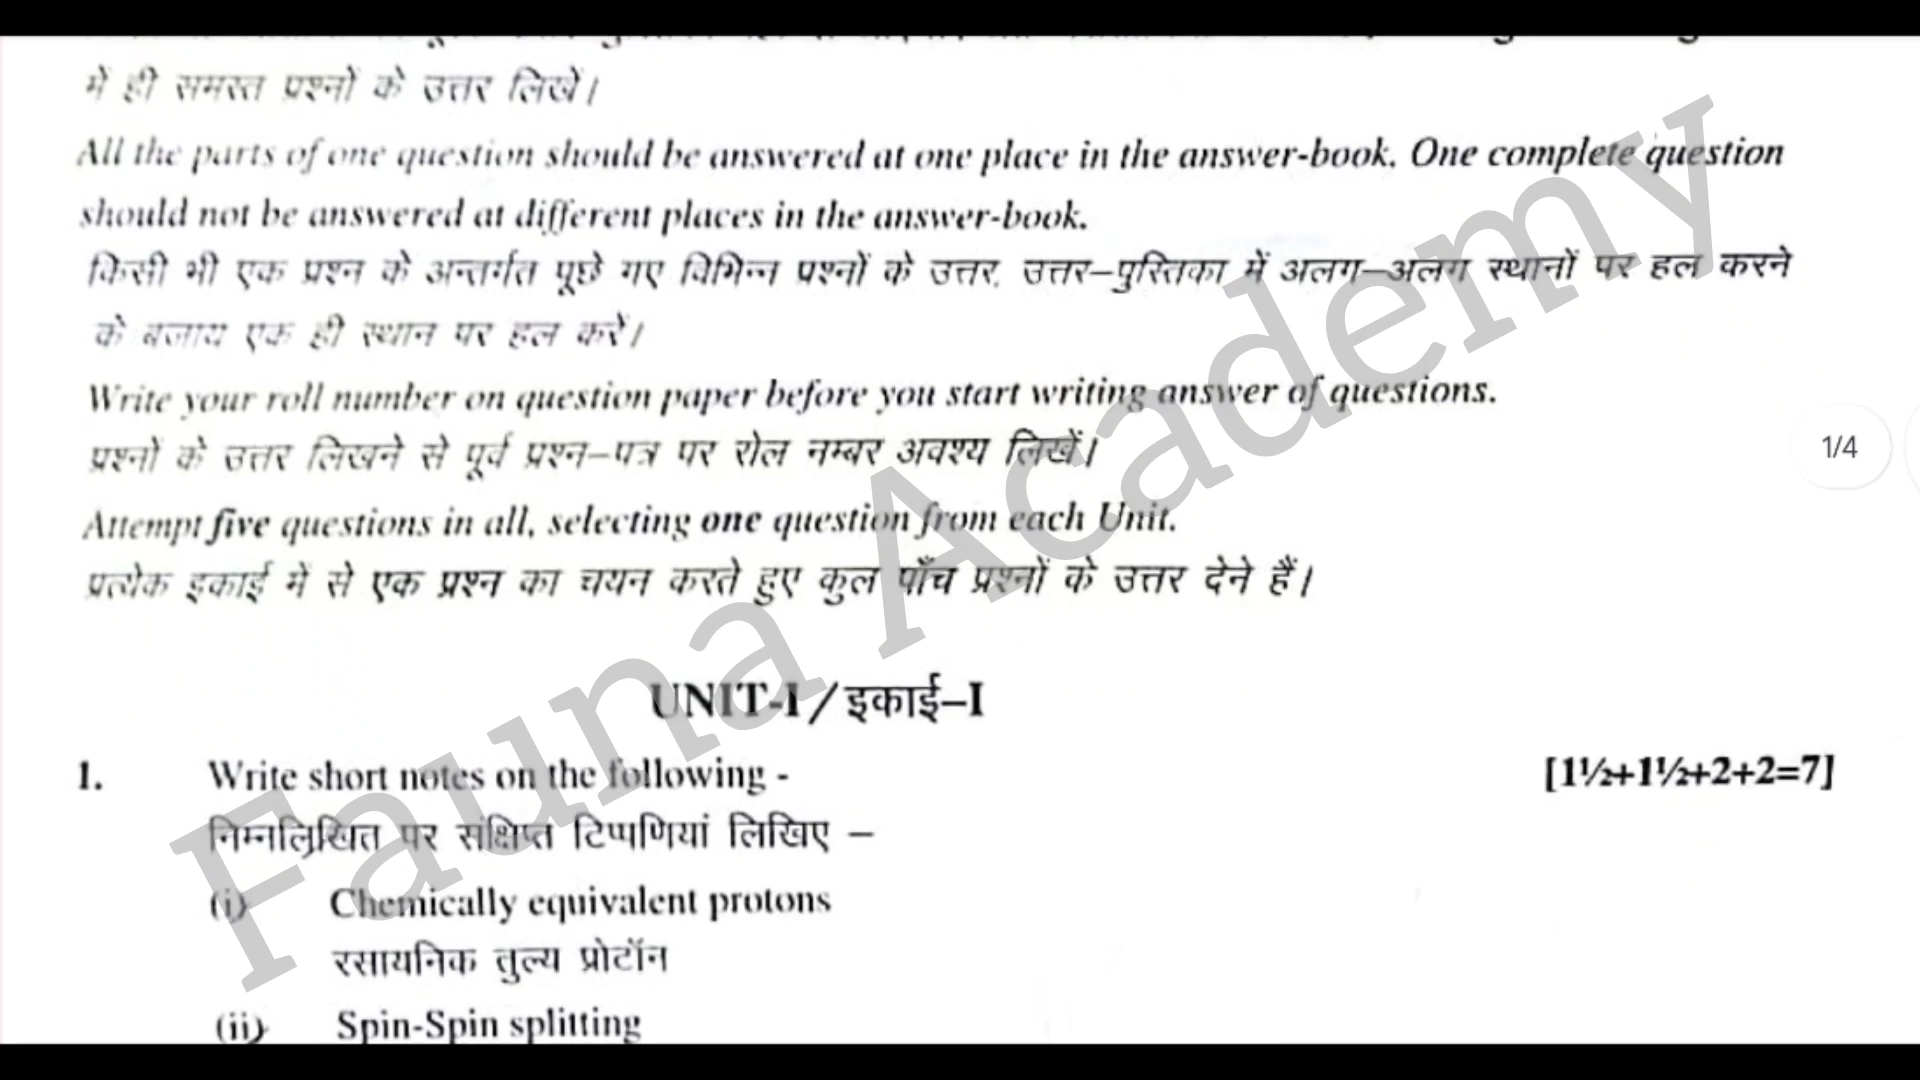 में ही समस्त प्रश्नों के उत्तर लिखें।
All the parts of one question should be answered at one place in the answer-book. One complete question
should not be answered at different places in the answer-book.
किसी भी एक प्रश्न के अन्तर्गत पूछे गए विभिन्न प्रश्नों के उत्तर, उत्तर–पुस्तिका में अलग–अलग स्थानों पर हल करने
के बजाय एक ही स्थान पर हल करें।
Write your roll number on question paper before you start writing answer of questions.
प्रश्नों के उत्तर लिखने से पूर्व प्रश्न–पत्र पर रोल नम्बर अवश्य लिखें।
1/4
Attempt five questions in all, selecting one question from each Unit.
प्रत्येक इकाई में से एक प्रश्न का चयन करते हुए कुल पाँच प्रश्नों के उत्तर देने हैं।
Fauna Academy
UNIT-I / इकाई–I
1. Write short notes on the following - [1½+1½+2+2=7]
निम्नलिखित पर संक्षिप्त टिप्पणियां लिखिए –
(i) Chemically equivalent protons
रसायनिक तुल्य प्रोटॉन
(ii) Spin-Spin splitting